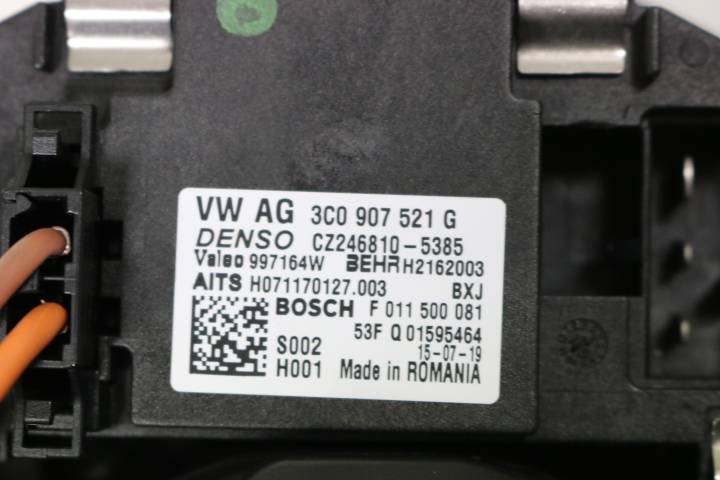 VW AG 3C0 907 521 G
DENSO CZ246810-5385
Valeo 997164W BEHR H2162003
AITS H071170127.003 BXJ
BOSCH F 011 500 081
53F Q 01595464
S002 15-07-19
H001 Made in ROMANIA